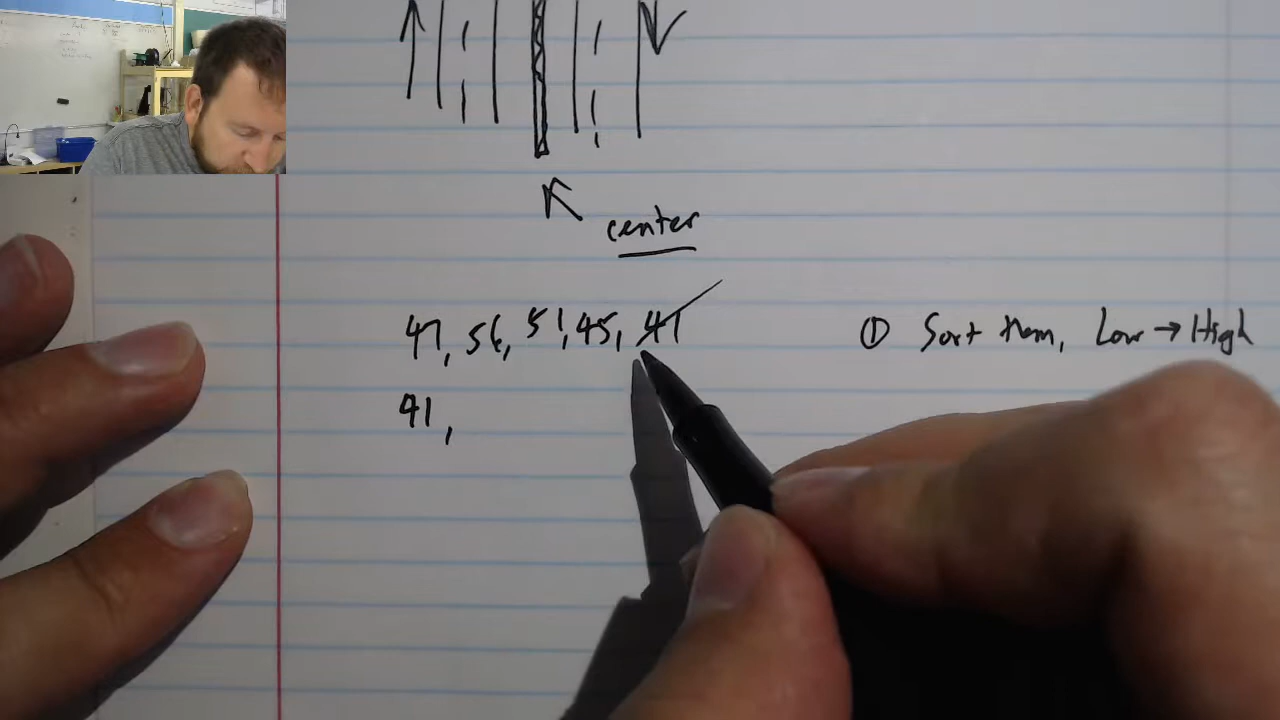 center
47, 56, 51, 45, 41
① Sort them, Low → High
41,